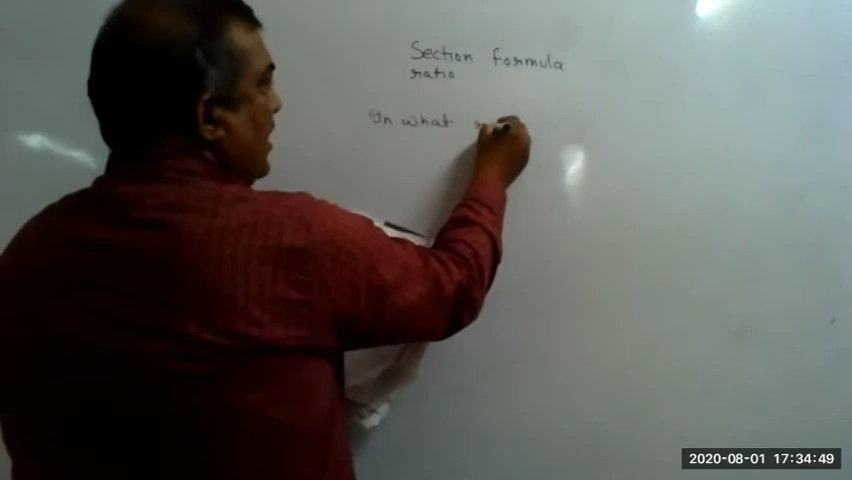 Section formula
ratio
In what
2020-08-01 17:34:49